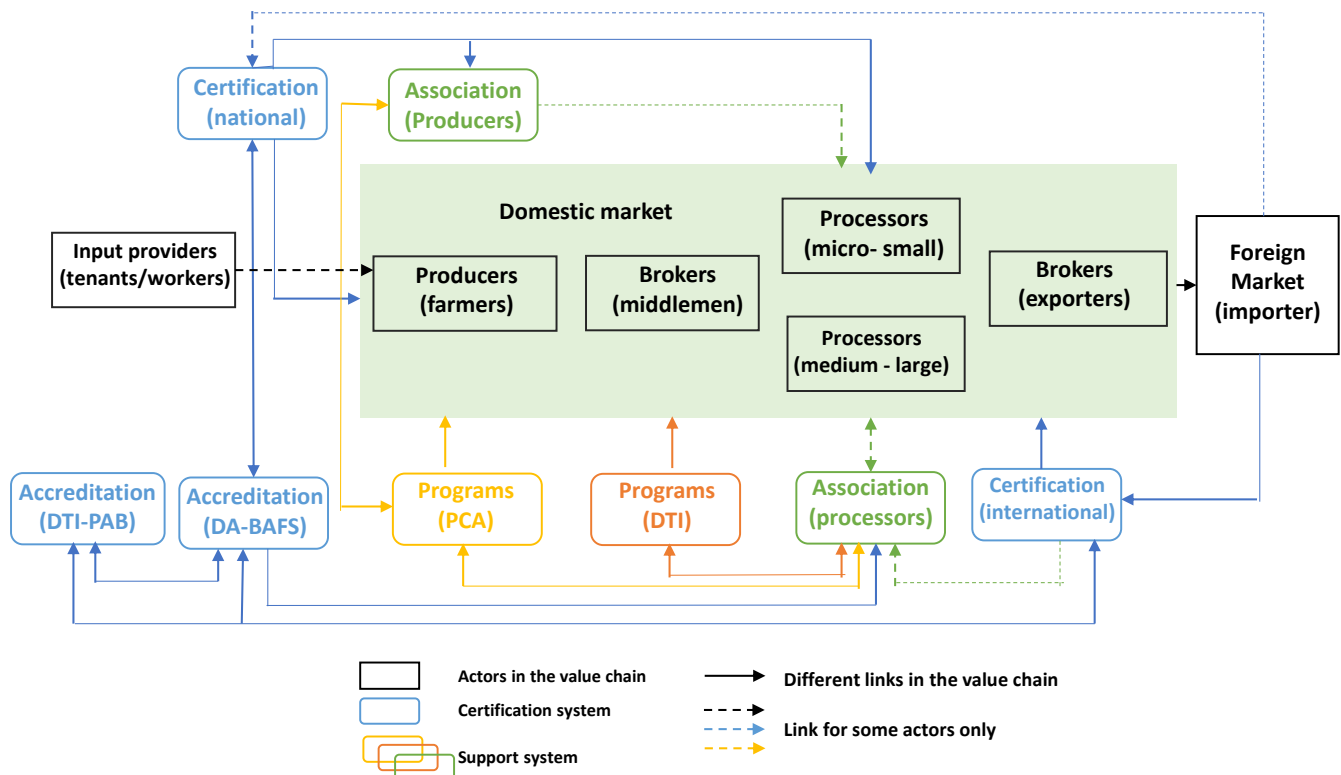 Certification
(national)
Association
(Producers)
Domestic market
Processors
(micro- small)
Input providers
(tenants/workers)
Producers
(farmers)
Brokers
(middlemen)
Brokers
(exporters)
Foreign
Market
(importer)
Processors
(medium - large)
Accreditation
(DTI-PAB)
Accreditation
(DA-BAFS)
Programs
(PCA)
Programs
(DTI)
Association
(processors)
Certification
(international)
Actors in the value chain
Different links in the value chain
Certification system
Link for some actors only
Support system